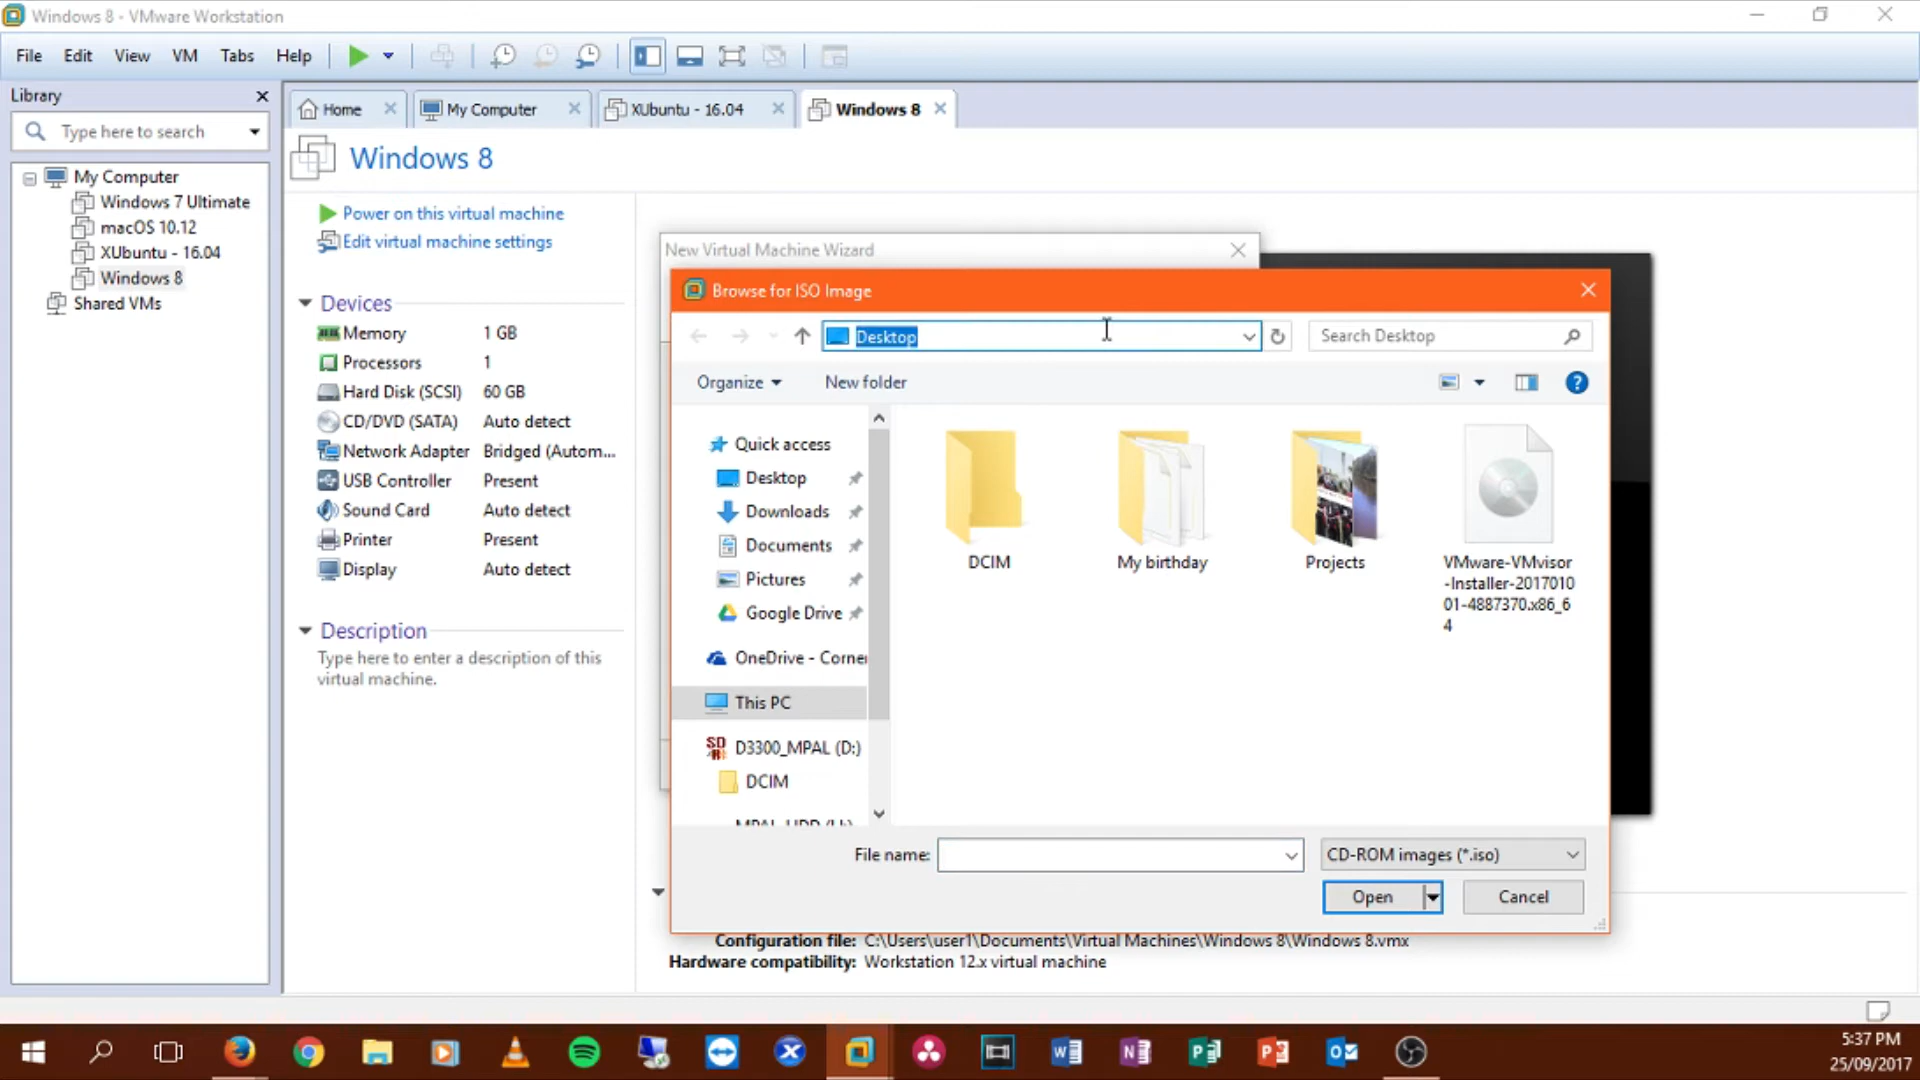 Windows 8 - VMware Workstation
File Edit View VM Tabs Help
Library
Type here to search
My Computer
Windows 7 Ultimate
macOS 10.12
XUbuntu - 16.04
Windows 8
Shared VMs
Home
My Computer
XUbuntu - 16.04
Windows 8
Windows 8
Power on this virtual machine
Edit virtual machine settings
Devices
Memory 1 GB
Processors 1
Hard Disk (SCSI) 60 GB
CD/DVD (SATA) Auto detect
Network Adapter Bridged (Autom...
USB Controller Present
Sound Card Auto detect
Printer Present
Display Auto detect
Description
Type here to enter a description of this
virtual machine.
New Virtual Machine Wizard
Browse for ISO Image
Desktop
Search Desktop
Organize
New folder
Quick access
Desktop
Downloads
Documents
Pictures
Google Drive
OneDrive - Corner
This PC
D3300_MPAL (D:)
DCIM
DCIM
My birthday
Projects
VMware-VMvisor
-Installer-2017010
01-4887370.x86_6
4
File name:
CD-ROM images (*.iso)
Open
Cancel
Configuration file: C:\Users\user1\Documents\Virtual Machines\Windows 8\Windows 8.vmx
Hardware compatibility: Workstation 12.x virtual machine
5:37 PM
25/09/2017